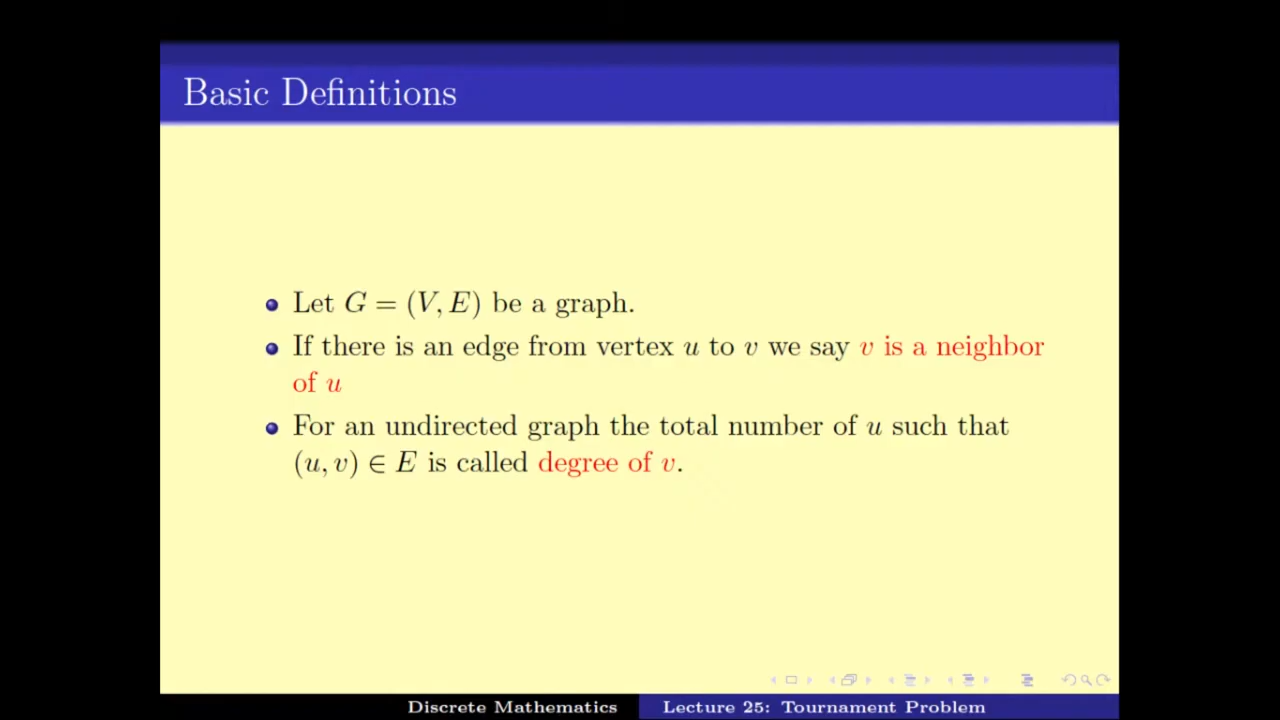 Basic Definitions
Let G = (V, E) be a graph.
If there is an edge from vertex u to v we say v is a neighbor
of u
For an undirected graph the total number of u such that
(u, v) ∈ E is called degree of v.
Discrete Mathematics Lecture 25: Tournament Problem